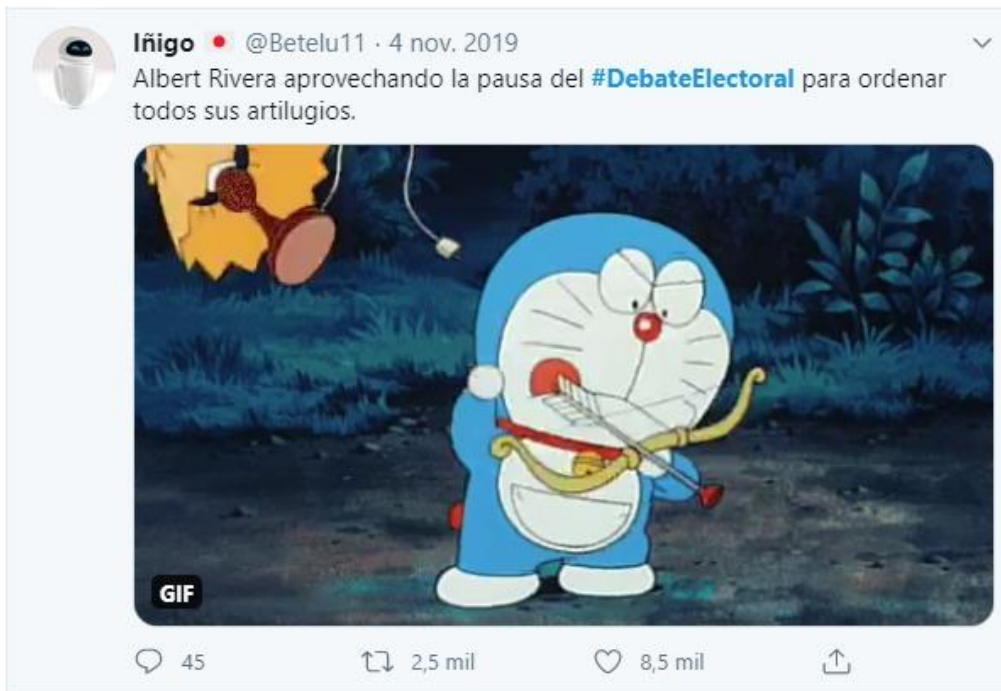 Iñigo @Betelu11 · 4 nov. 2019
Albert Rivera aprovechando la pausa del #DebateElectoral para ordenar
todos sus artilugios.
GIF
45 2,5 mil 8,5 mil